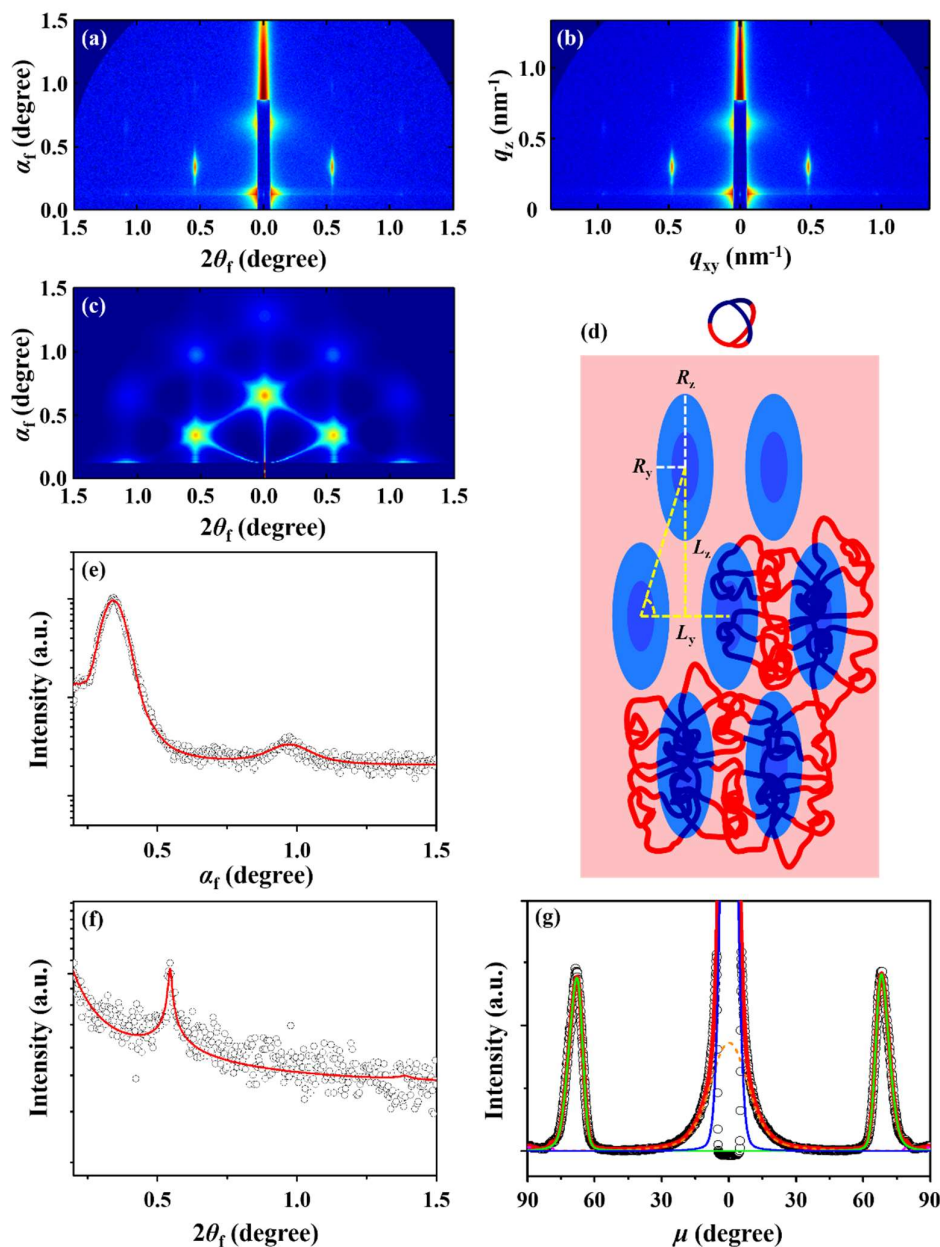 (a)
1.5
1.0
0.5
0.0
αf (degree)
1.5 1.0 0.5 0.0 0.5 1.0 1.5
2θf (degree)
(b)
1.0
0.5
0
qz (nm-1)
1.0 0.5 0 0.5 1.0
qxy (nm-1)
(c)
1.5
1.0
0.5
0.0
αf (degree)
1.5 1.0 0.5 0.0 0.5 1.0 1.5
2θf (degree)
(d)
Rz
Ry
Lz
Ly
(e)
Intensity (a.u.)
0.5 1.0 1.5
αf (degree)
(f)
Intensity (a.u.)
0.5 1.0 1.5
2θf (degree)
(g)
Intensity (a.u.)
90 60 30 0 30 60 90
μ (degree)